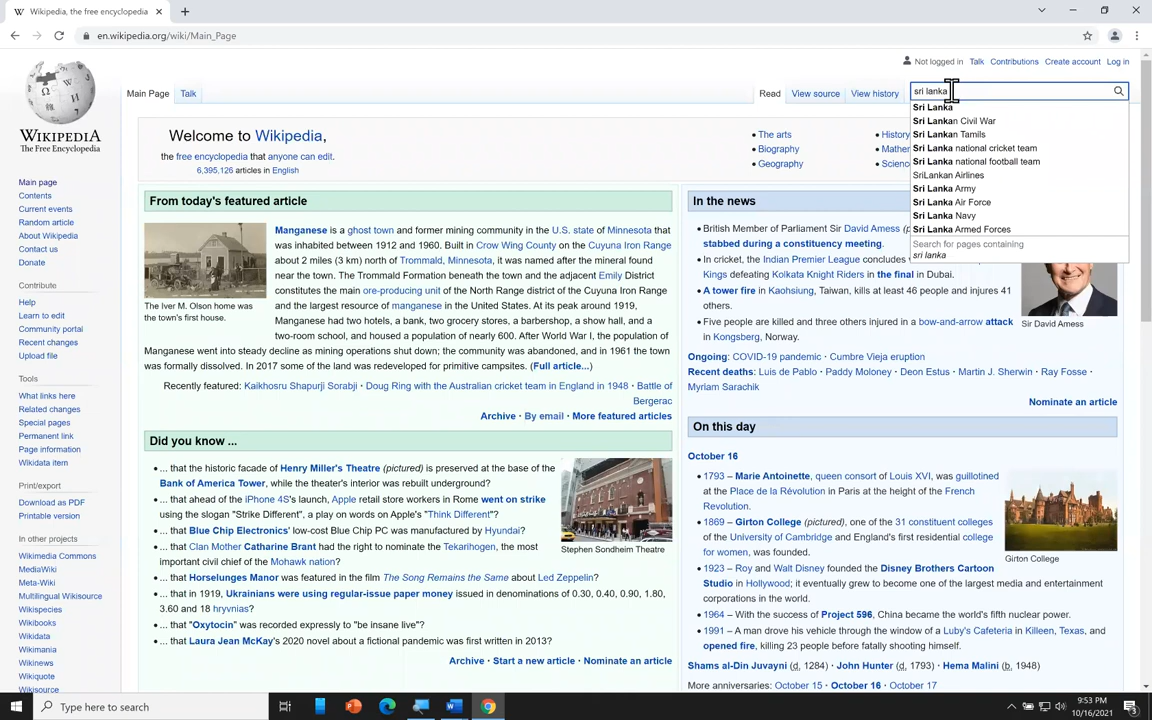 Wikipedia, the free encyclopedia
en.wikipedia.org/wiki/Main_Page
Not logged in Talk Contributions Create account Log in
WIKIPEDIA
The Free Encyclopedia
Main page
Contents
Current events
Random article
About Wikipedia
Contact us
Donate
Contribute
Help
Learn to edit
Community portal
Recent changes
Upload file
Tools
What links here
Related changes
Special pages
Permanent link
Page information
Wikidata item
Print/export
Download as PDF
Printable version
In other projects
Wikimedia Commons
MediaWiki
Meta-Wiki
Multilingual Wikisource
Wikispecies
Wikibooks
Wikidata
Wikimania
Wikinews
Wikiquote
Wikisource
Main Page Talk
Read View source View history
sri lanka
Sri Lanka
Sri Lankan Civil War
Sri Lankan Tamils
Sri Lanka national cricket team
Sri Lanka national football team
SriLankan Airlines
Sri Lanka Army
Sri Lanka Air Force
Sri Lanka Navy
Sri Lanka Armed Forces
Search for pages containing
sri lanka
Welcome to Wikipedia,
the free encyclopedia that anyone can edit.
6,395,126 articles in English
• The arts
• Biography
• Geography
• History
From today's featured article
Manganese is a ghost town and former mining community in the U.S. state of Minnesota that
was inhabited between 1912 and 1960. Built in Crow Wing County on the Cuyuna Iron Range
about 2 miles (3 km) north of Trommald, Minnesota, it was named after the mineral found
near the town. The Trommald Formation beneath the town and the adjacent Emily District
constitutes the main ore-producing unit of the North Range district of the Cuyuna Iron Range
and the largest resource of manganese in the United States. At its peak around 1919,
Manganese had two hotels, a bank, two grocery stores, a barbershop, a show hall, and a
two-room school, and housed a population of nearly 600. After World War I, the population of
Manganese went into steady decline as mining operations shut down; the community was abandoned, and in 1961 the town
was formally dissolved. In 2017 some of the land was redeveloped for primitive campsites. (Full article...)
The Iver M. Olson home was
the town's first house.
Recently featured: Kaikhosru Shapurji Sorabji · Doug Ring with the Australian cricket team in England in 1948 · Battle of
Bergerac
Archive · By email · More featured articles
Did you know ...
• ... that the historic facade of Henry Miller's Theatre (pictured) is preserved at the base of the
Bank of America Tower, while the theater's interior was rebuilt underground?
• ... that ahead of the iPhone 4S's launch, Apple retail store workers in Rome went on strike
using the slogan "Strike Different", a play on words on Apple's "Think Different"?
• ... that Blue Chip Electronics' low-cost Blue Chip PC was manufactured by Hyundai?
• ... that Clan Mother Catharine Brant had the right to nominate the Tekarihogen, the most
important civil chief of the Mohawk nation?
• ... that Horselunges Manor was featured in the film The Song Remains the Same about Led Zeppelin?
• ... that in 1919, Ukrainians were using regular-issue paper money issued in denominations of 0.30, 0.40, 0.90, 1.80,
3.60 and 18 hryvnias?
• ... that "Oxytocin" was recorded expressly to "be insane live"?
• ... that Laura Jean McKay's 2020 novel about a fictional pandemic was first written in 2013?
Stephen Sondheim Theatre
Archive · Start a new article · Nominate an article
In the news
• British Member of Parliament Sir David Amess
stabbed during a constituency meeting.
• In cricket, the Indian Premier League concludes
Kings defeating Kolkata Knight Riders in the final in Dubai.
• A tower fire in Kaohsiung, Taiwan, kills at least 46 people and injures 41
others.
• Five people are killed and three others injured in a bow-and-arrow attack
in Kongsberg, Norway.
Sir David Amess
Ongoing: COVID-19 pandemic · Cumbre Vieja eruption
Recent deaths: Luis de Pablo · Paddy Moloney · Deon Estus · Martin J. Sherwin · Ray Fosse ·
Myriam Sarachik
Nominate an article
On this day
October 16
• 1793 – Marie Antoinette, queen consort of Louis XVI, was guillotined
at the Place de la Révolution in Paris at the height of the French
Revolution.
• 1869 – Girton College (pictured), one of the 31 constituent colleges
of the University of Cambridge and England's first residential college
for women, was founded.
• 1923 – Roy and Walt Disney founded the Disney Brothers Cartoon
Studio in Hollywood; it eventually grew to become one of the largest media and entertainment
corporations in the world.
• 1964 – With the success of Project 596, China became the world's fifth nuclear power.
• 1991 – A man drove his vehicle through the window of a Luby's Cafeteria in Killeen, Texas, and
opened fire, killing 23 people before fatally shooting himself.
Girton College
Shams al-Din Juvayni (d. 1284) · John Hunter (d. 1793) · Hema Malini (b. 1948)
More anniversaries: October 15 · October 16 · October 17
Type here to search
9:53 PM
10/16/2021